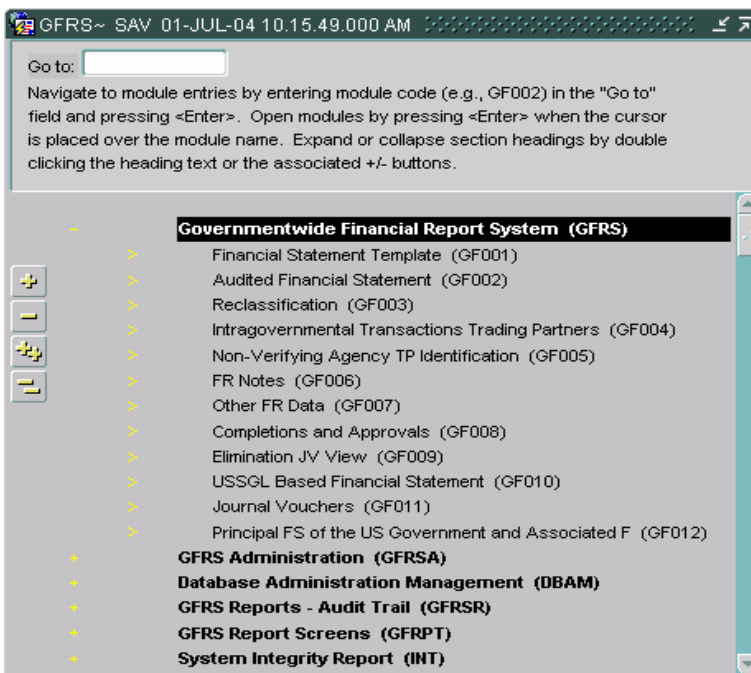 GFRS~ SAV 01-JUL-04 10.15.49.000 AM
Go to:
Navigate to module entries by entering module code (e.g., GF002) in the "Go to"
field and pressing <Enter>. Open modules by pressing <Enter> when the cursor
is placed over the module name. Expand or collapse section headings by double
clicking the heading text or the associated +/- buttons.
- Governmentwide Financial Report System (GFRS)
> Financial Statement Template (GF001)
> Audited Financial Statement (GF002)
> Reclassification (GF003)
> Intragovernmental Transactions Trading Partners (GF004)
> Non-Verifying Agency TP Identification (GF005)
> FR Notes (GF006)
> Other FR Data (GF007)
> Completions and Approvals (GF008)
> Elimination JV View (GF009)
> USSGL Based Financial Statement (GF010)
> Journal Vouchers (GF011)
> Principal FS of the US Government and Associated F (GF012)
+ GFRS Administration (GFRSA)
+ Database Administration Management (DBAM)
+ GFRS Reports - Audit Trail (GFRSR)
+ GFRS Report Screens (GFRPT)
+ System Integrity Report (INT)